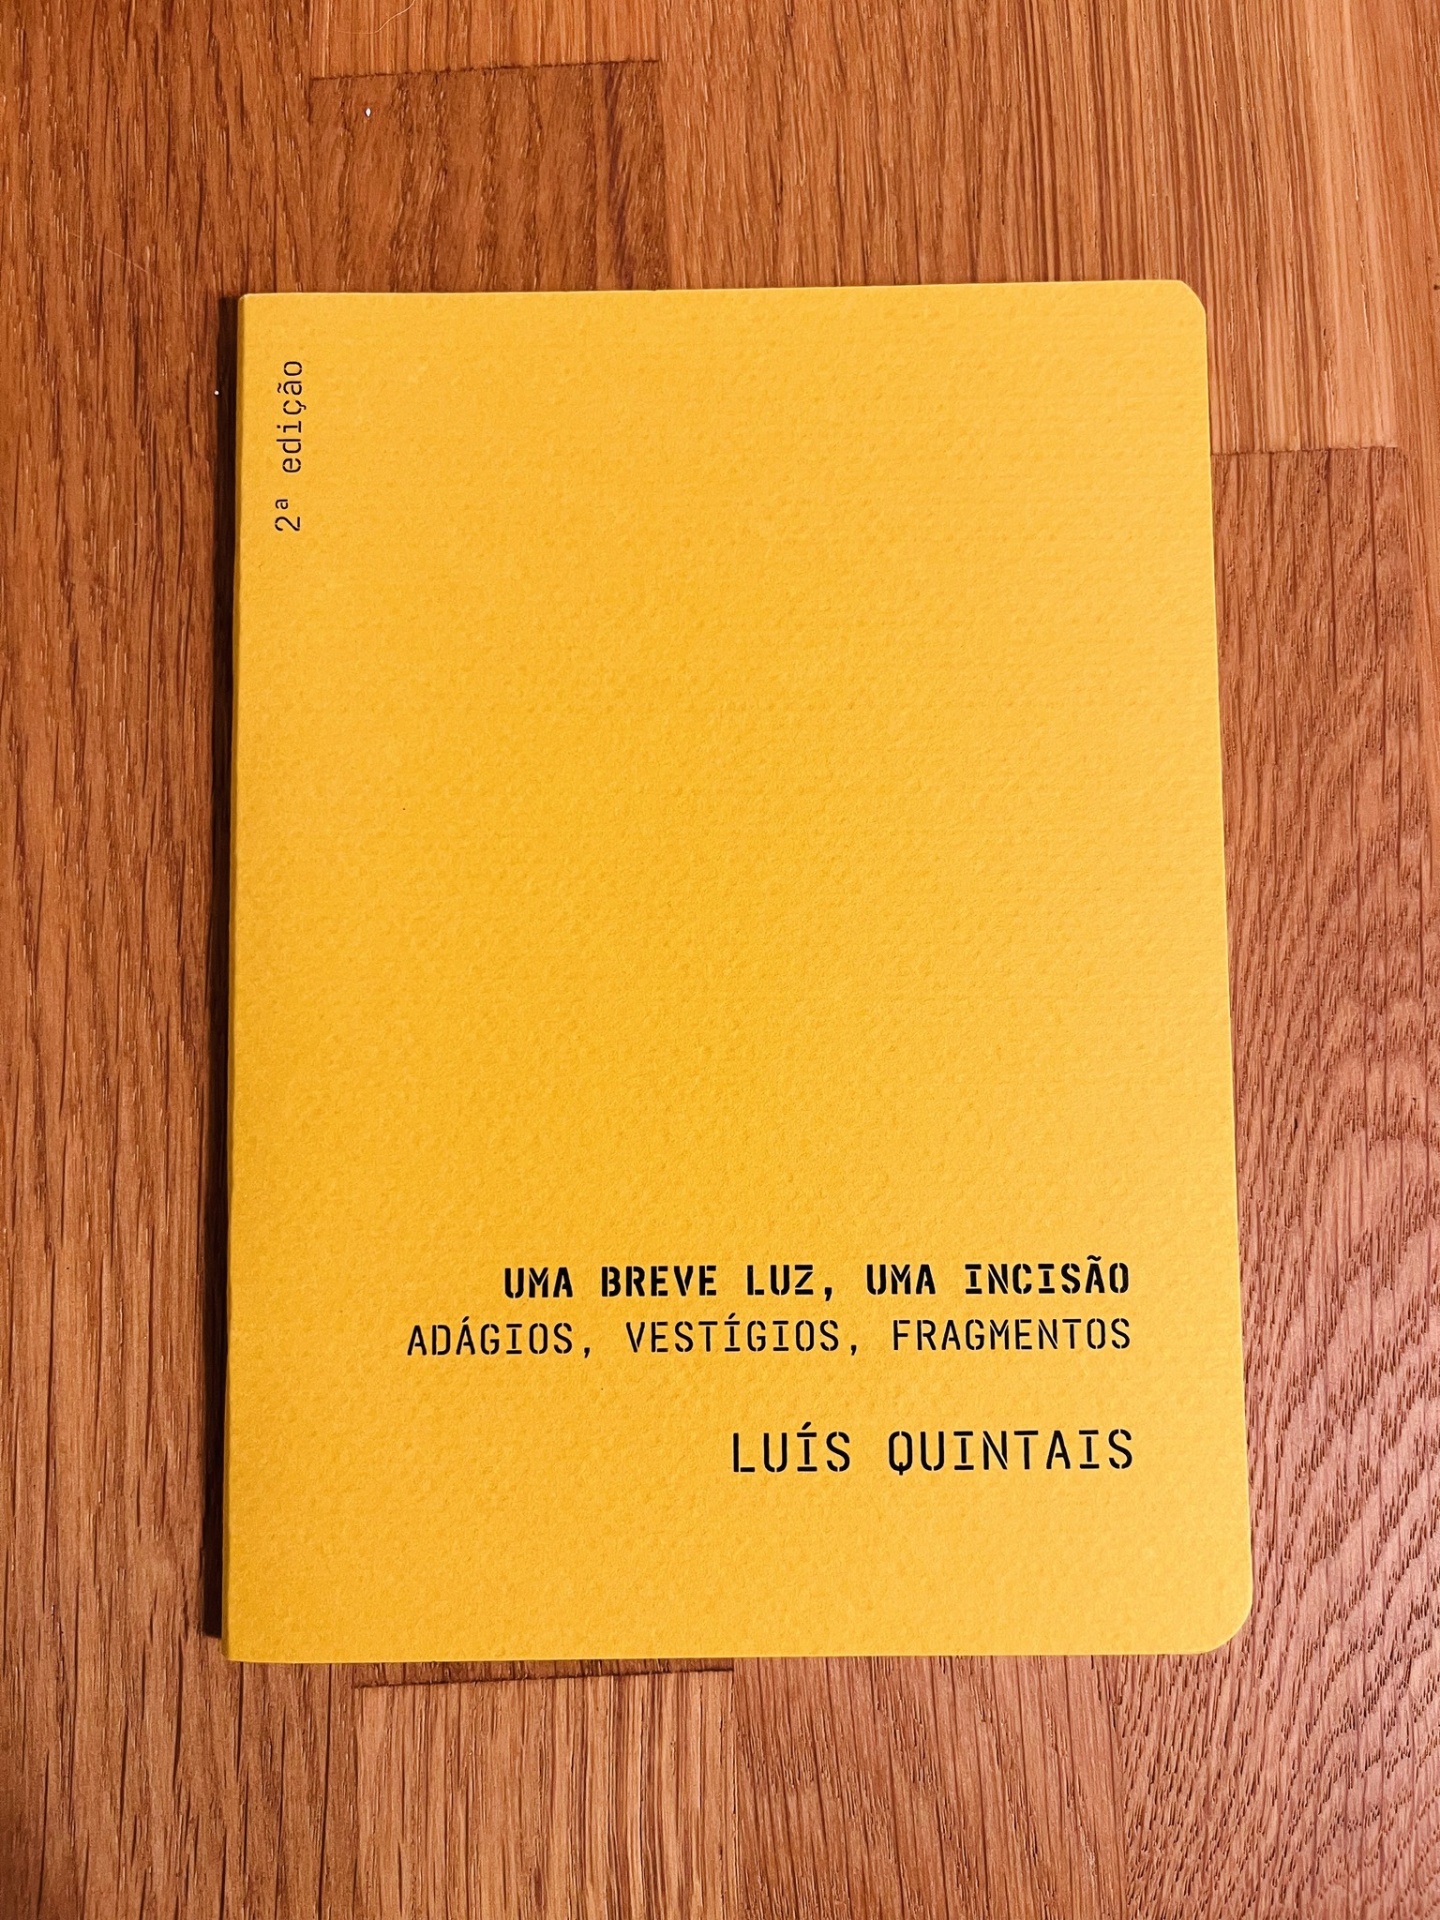 2ª edição
UMA BREVE LUZ, UMA INCISÃO
ADÁGIOS, VESTÍGIOS, FRAGMENTOS
LUÍS QUINTAIS